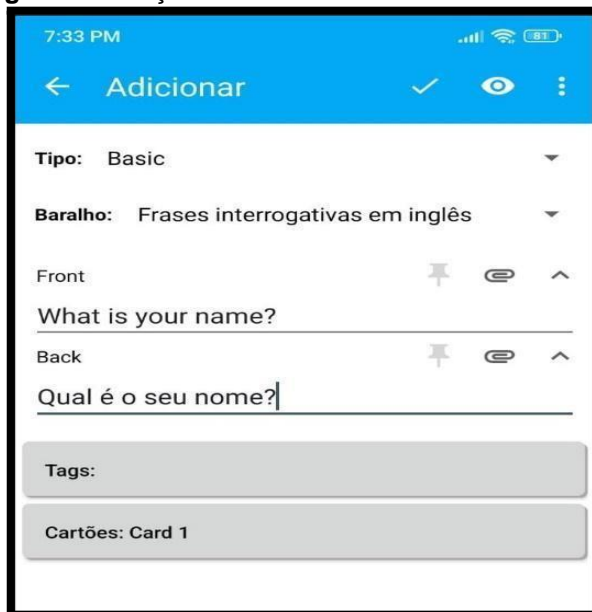 7:33 PM 81
Adicionar
Tipo: Basic
Baralho: Frases interrogativas em inglês
Front
What is your name?
Back
Qual é o seu nome?
Tags:
Cartões: Card 1